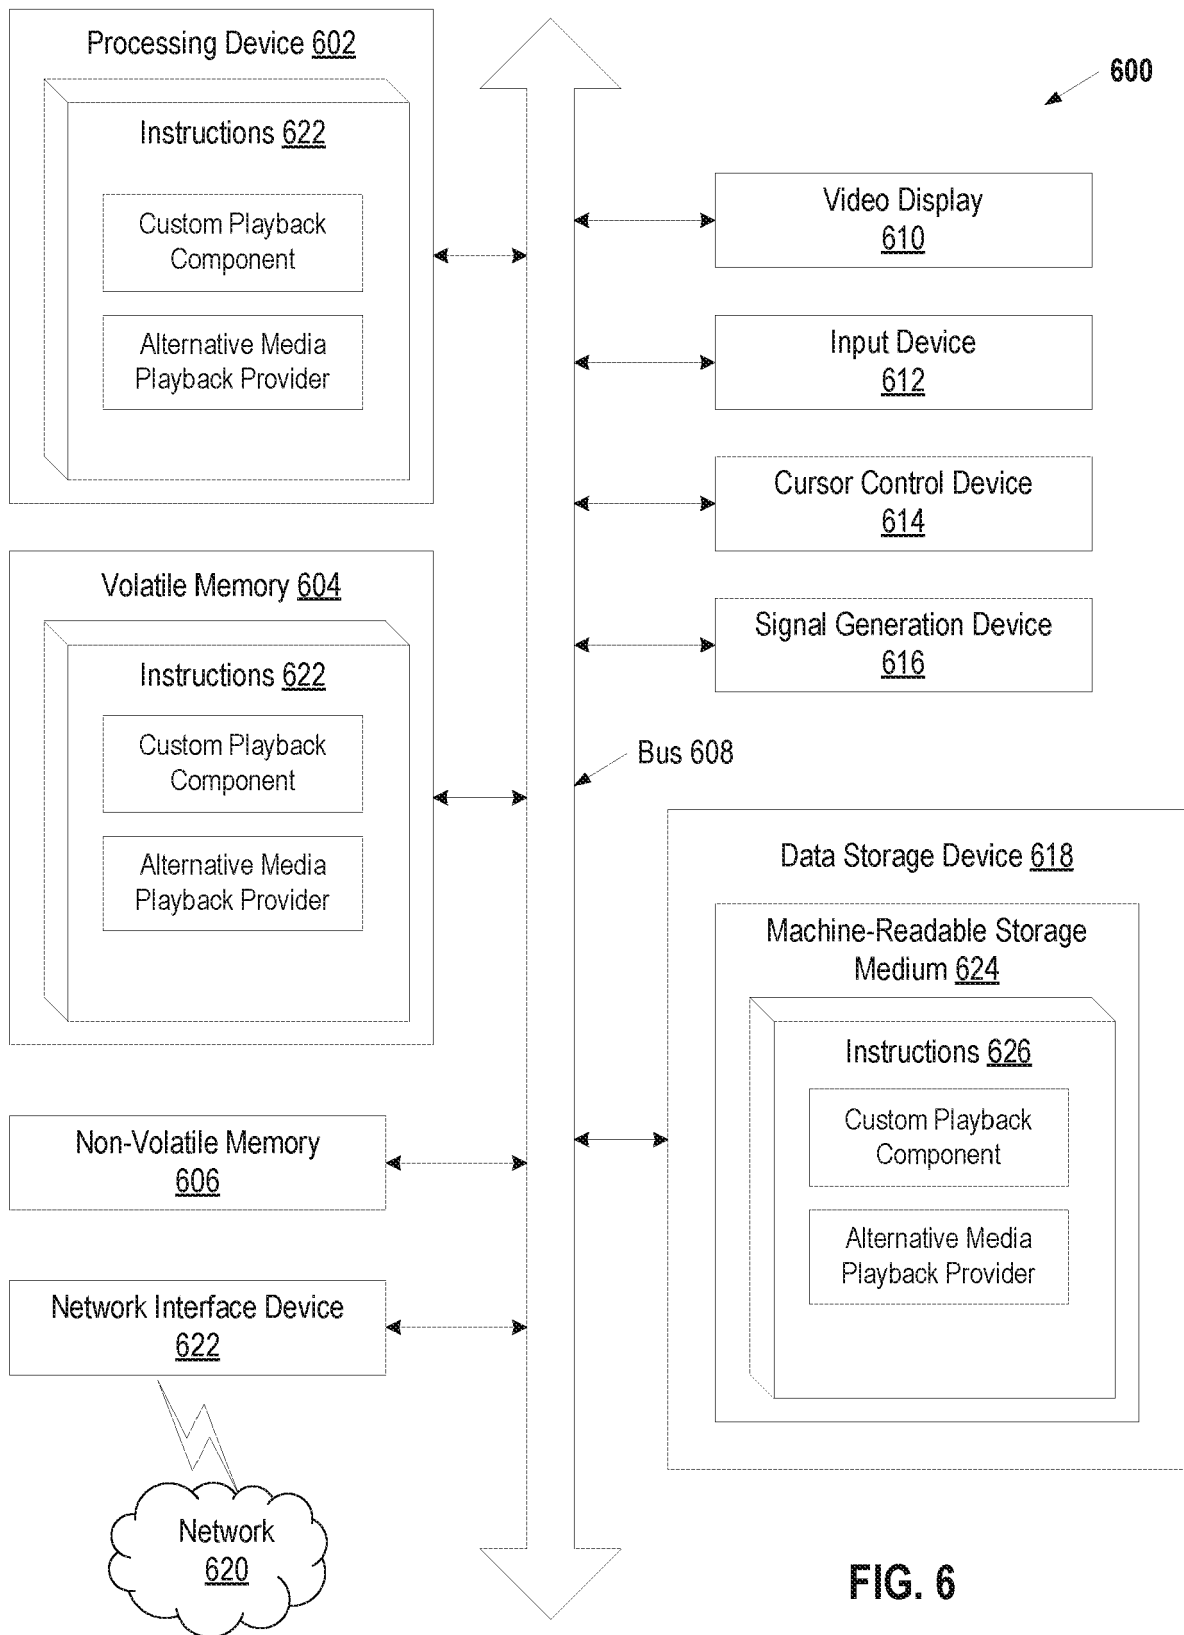 Processing Device 602
Instructions 622
Custom Playback
Component
Alternative Media
Playback Provider
Volatile Memory 604
Instructions 622
Custom Playback
Component
Alternative Media
Playback Provider
Non-Volatile Memory
606
Network Interface Device
622
Network
620
600
Video Display
610
Input Device
612
Cursor Control Device
614
Signal Generation Device
616
Bus 608
Data Storage Device 618
Machine-Readable Storage
Medium 624
Instructions 626
Custom Playback
Component
Alternative Media
Playback Provider
FIG. 6